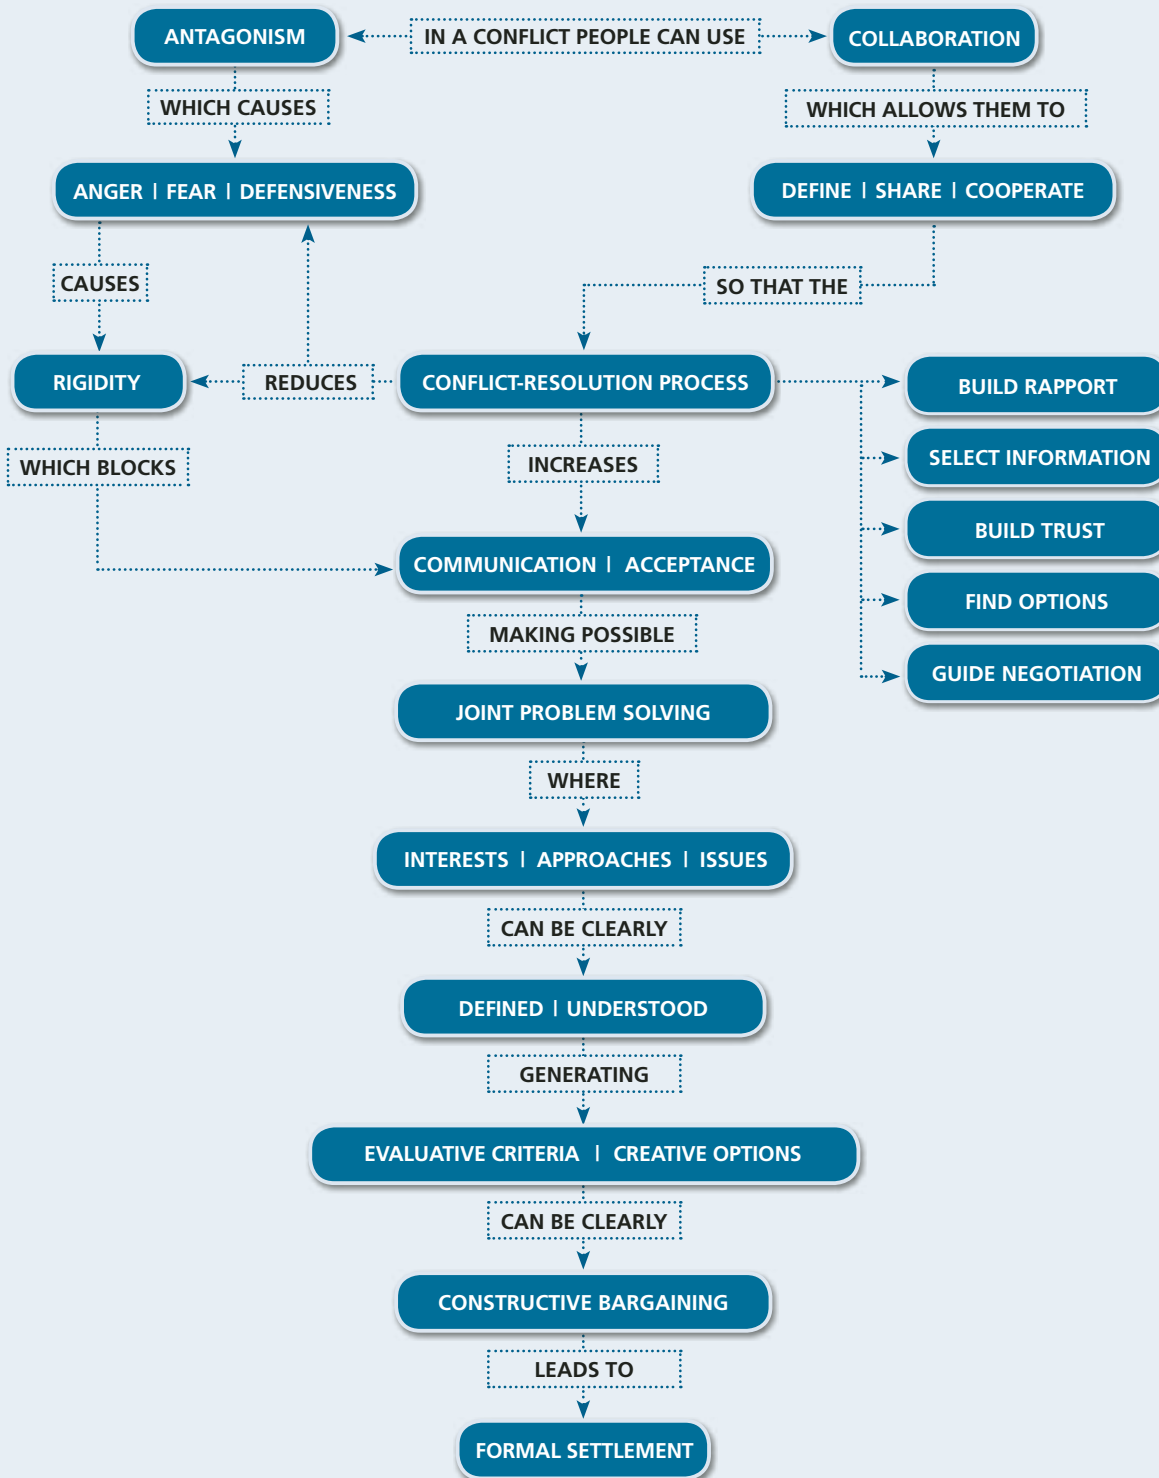 ANTAGONISM
IN A CONFLICT PEOPLE CAN USE
COLLABORATION
WHICH CAUSES
WHICH ALLOWS THEM TO
ANGER | FEAR | DEFENSIVENESS
DEFINE | SHARE | COOPERATE
CAUSES
SO THAT THE
RIGIDITY
REDUCES
CONFLICT-RESOLUTION PROCESS
BUILD RAPPORT
SELECT INFORMATION
BUILD TRUST
FIND OPTIONS
GUIDE NEGOTIATION
WHICH BLOCKS
INCREASES
COMMUNICATION | ACCEPTANCE
MAKING POSSIBLE
JOINT PROBLEM SOLVING
WHERE
INTERESTS | APPROACHES | ISSUES
CAN BE CLEARLY
DEFINED | UNDERSTOOD
GENERATING
EVALUATIVE CRITERIA | CREATIVE OPTIONS
CAN BE CLEARLY
CONSTRUCTIVE BARGAINING
LEADS TO
FORMAL SETTLEMENT